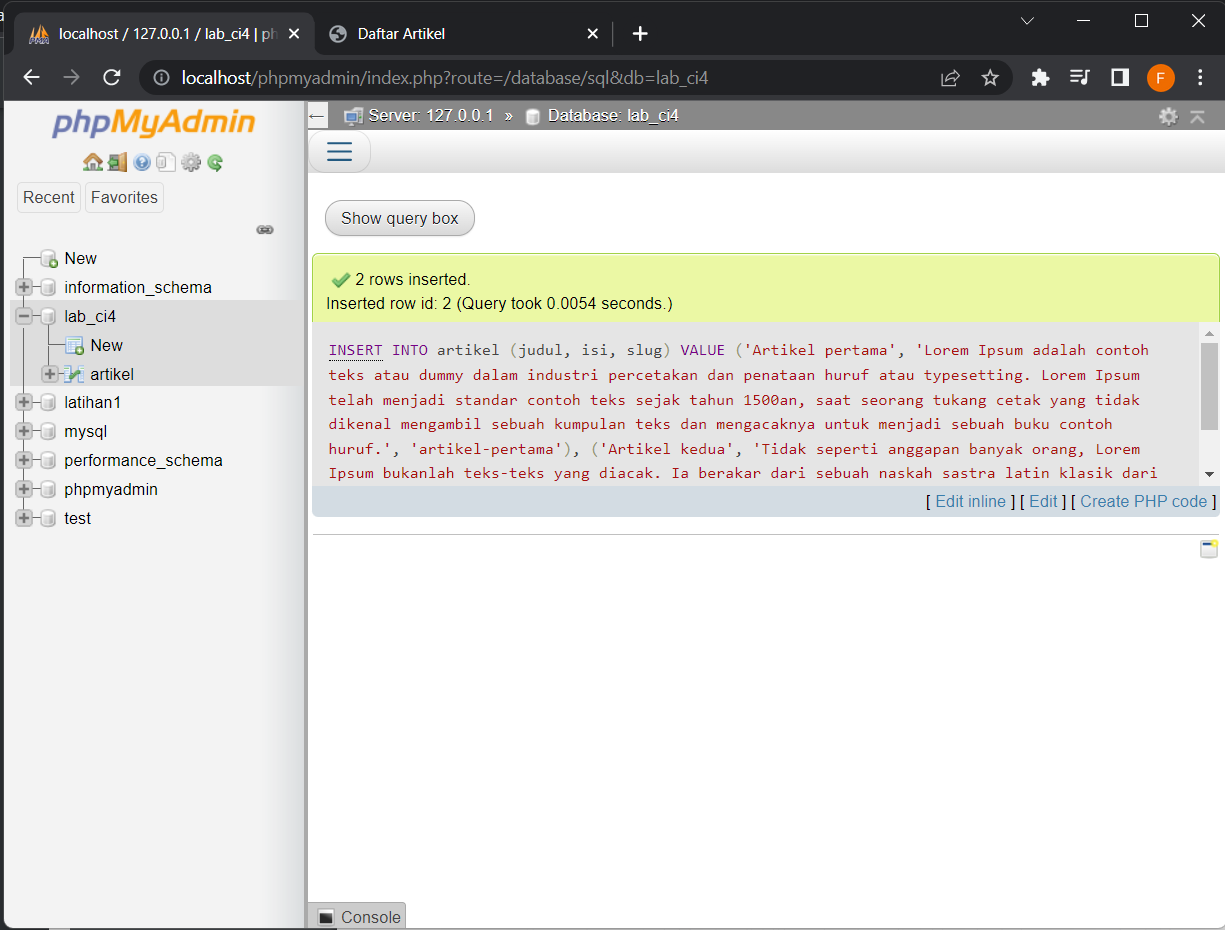 localhost / 127.0.0.1 / lab_ci4 | ph
Daftar Artikel
localhost/phpmyadmin/index.php?route=/database/sql&db=lab_ci4
F
phpMyAdmin
Recent
Favorites
New
information_schema
lab_ci4
New
artikel
latihan1
mysql
performance_schema
phpmyadmin
test
Server: 127.0.0.1 » Database: lab_ci4
Show query box
2 rows inserted.
Inserted row id: 2 (Query took 0.0054 seconds.)
INSERT INTO artikel (judul, isi, slug) VALUE ('Artikel pertama', 'Lorem Ipsum adalah contoh
teks atau dummy dalam industri percetakan dan penataan huruf atau typesetting. Lorem Ipsum
telah menjadi standar contoh teks sejak tahun 1500an, saat seorang tukang cetak yang tidak
dikenal mengambil sebuah kumpulan teks dan mengacaknya untuk menjadi sebuah buku contoh
huruf.', 'artikel-pertama'), ('Artikel kedua', 'Tidak seperti anggapan banyak orang, Lorem
Ipsum bukanlah teks-teks yang diacak. Ia berakar dari sebuah naskah sastra latin klasik dari
[ Edit inline ] [ Edit ] [ Create PHP code ]
Console